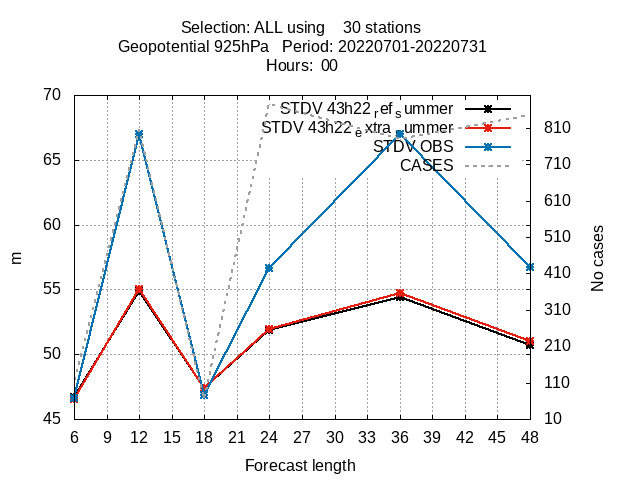 Selection: ALL using 30 stations
Geopotential 925hPa Period: 20220701-20220731
Hours: 00
STDV 43h22_ref_summer
STDV 43h22_extra_summer
STDV OBS
CASES
70
65
60
55
50
45
m
810
710
610
510
410
310
210
110
10
No cases
6 9 12 15 18 21 24 27 30 33 36 39 42 45 48
Forecast length